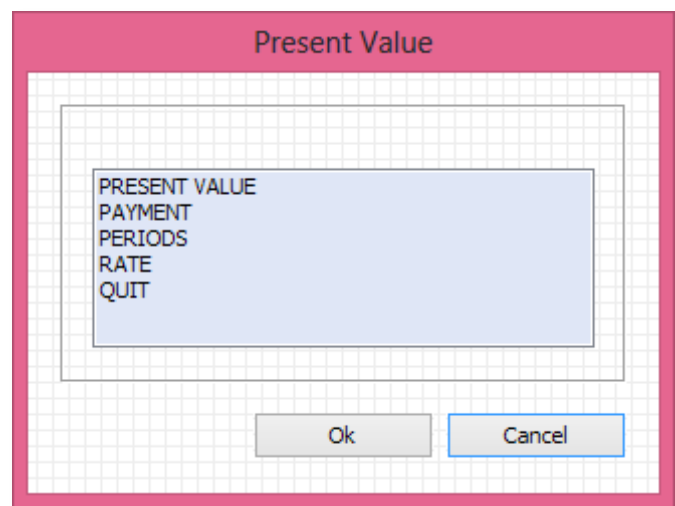 Present Value
PRESENT VALUE
PAYMENT
PERIODS
RATE
QUIT
Ok
Cancel